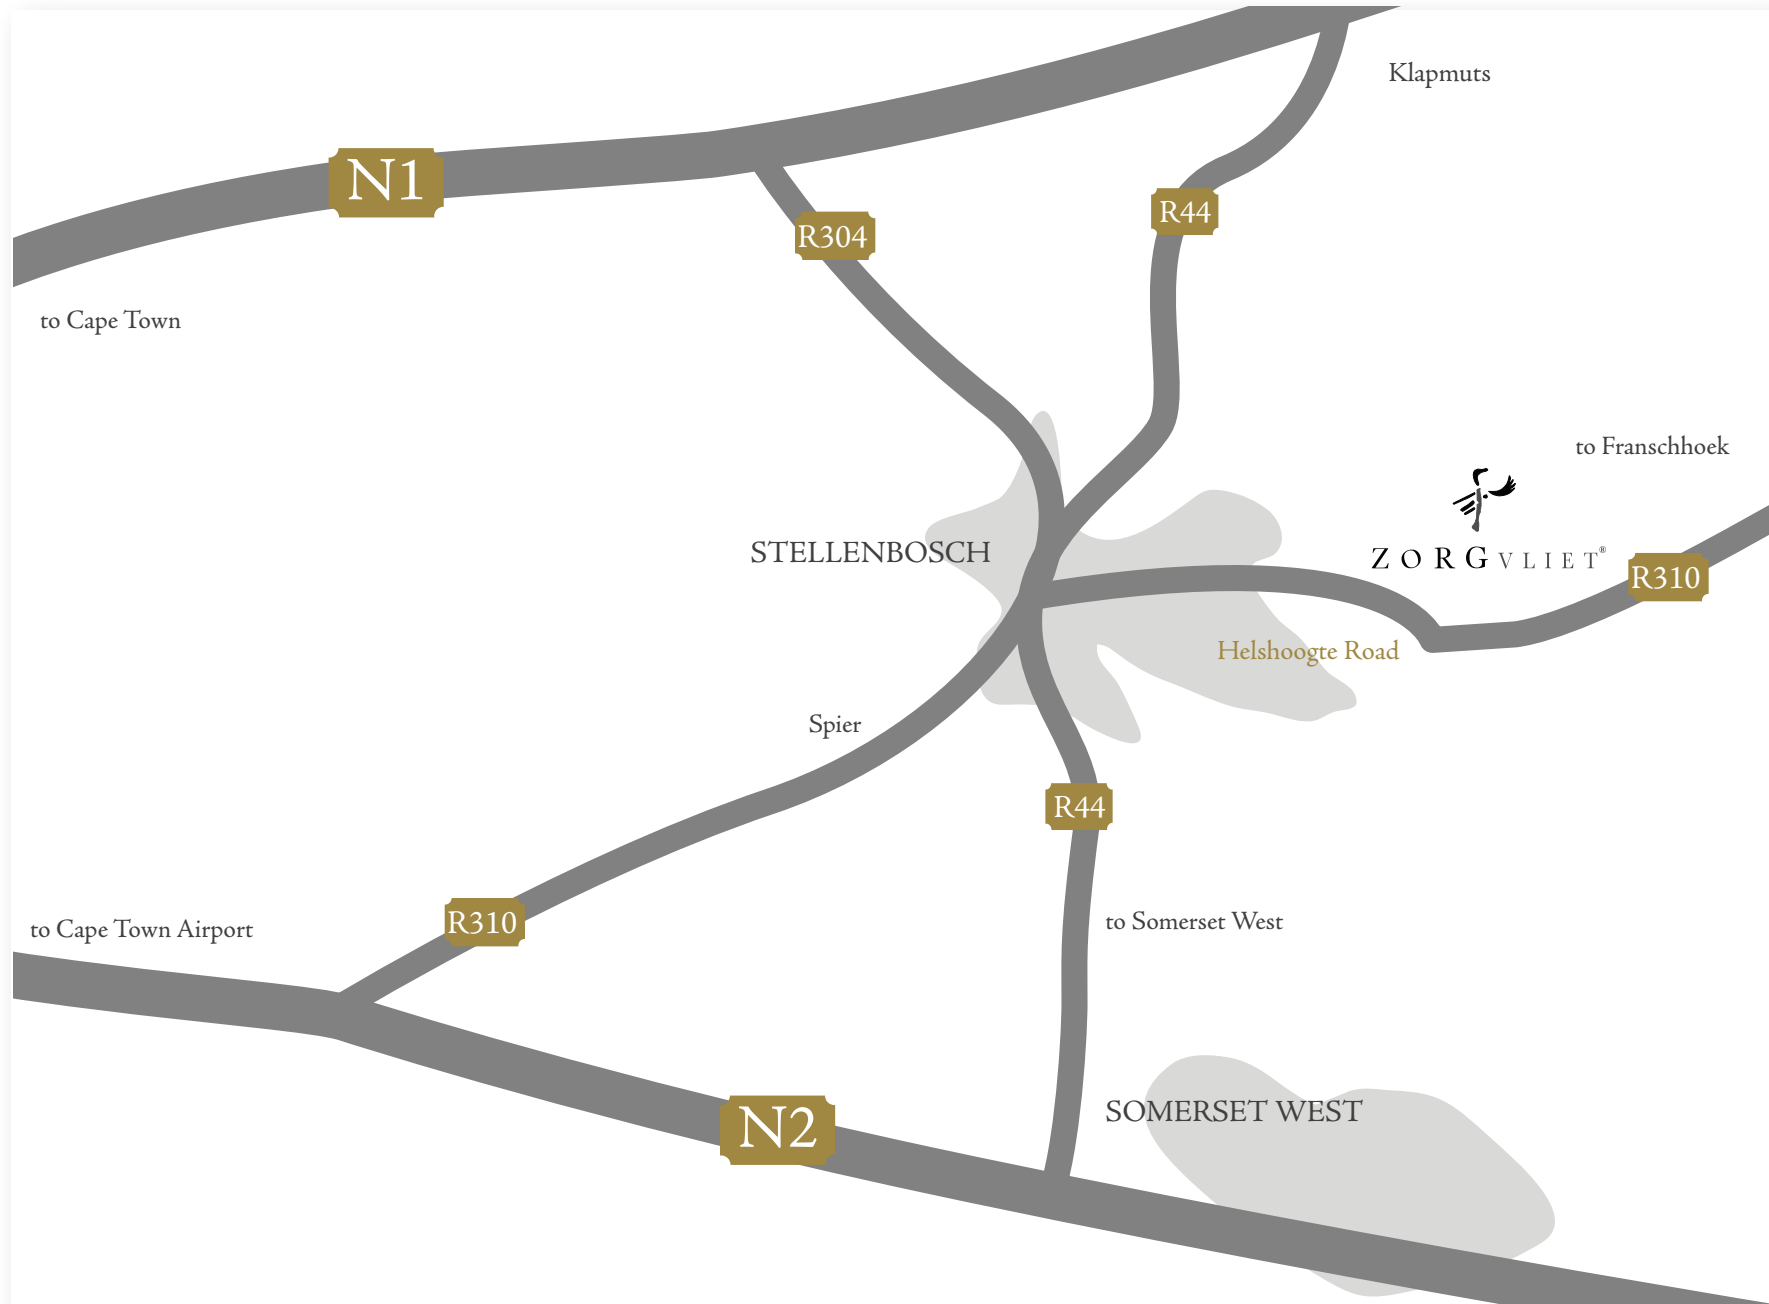 Klapmuts
N1
R44
R304
to Cape Town
to Franschhoek
STELLENBOSCH
ZORGVLIET®
R310
Helshoogte Road
Spier
R44
R310
to Somerset West
to Cape Town Airport
SOMERSET WEST
N2